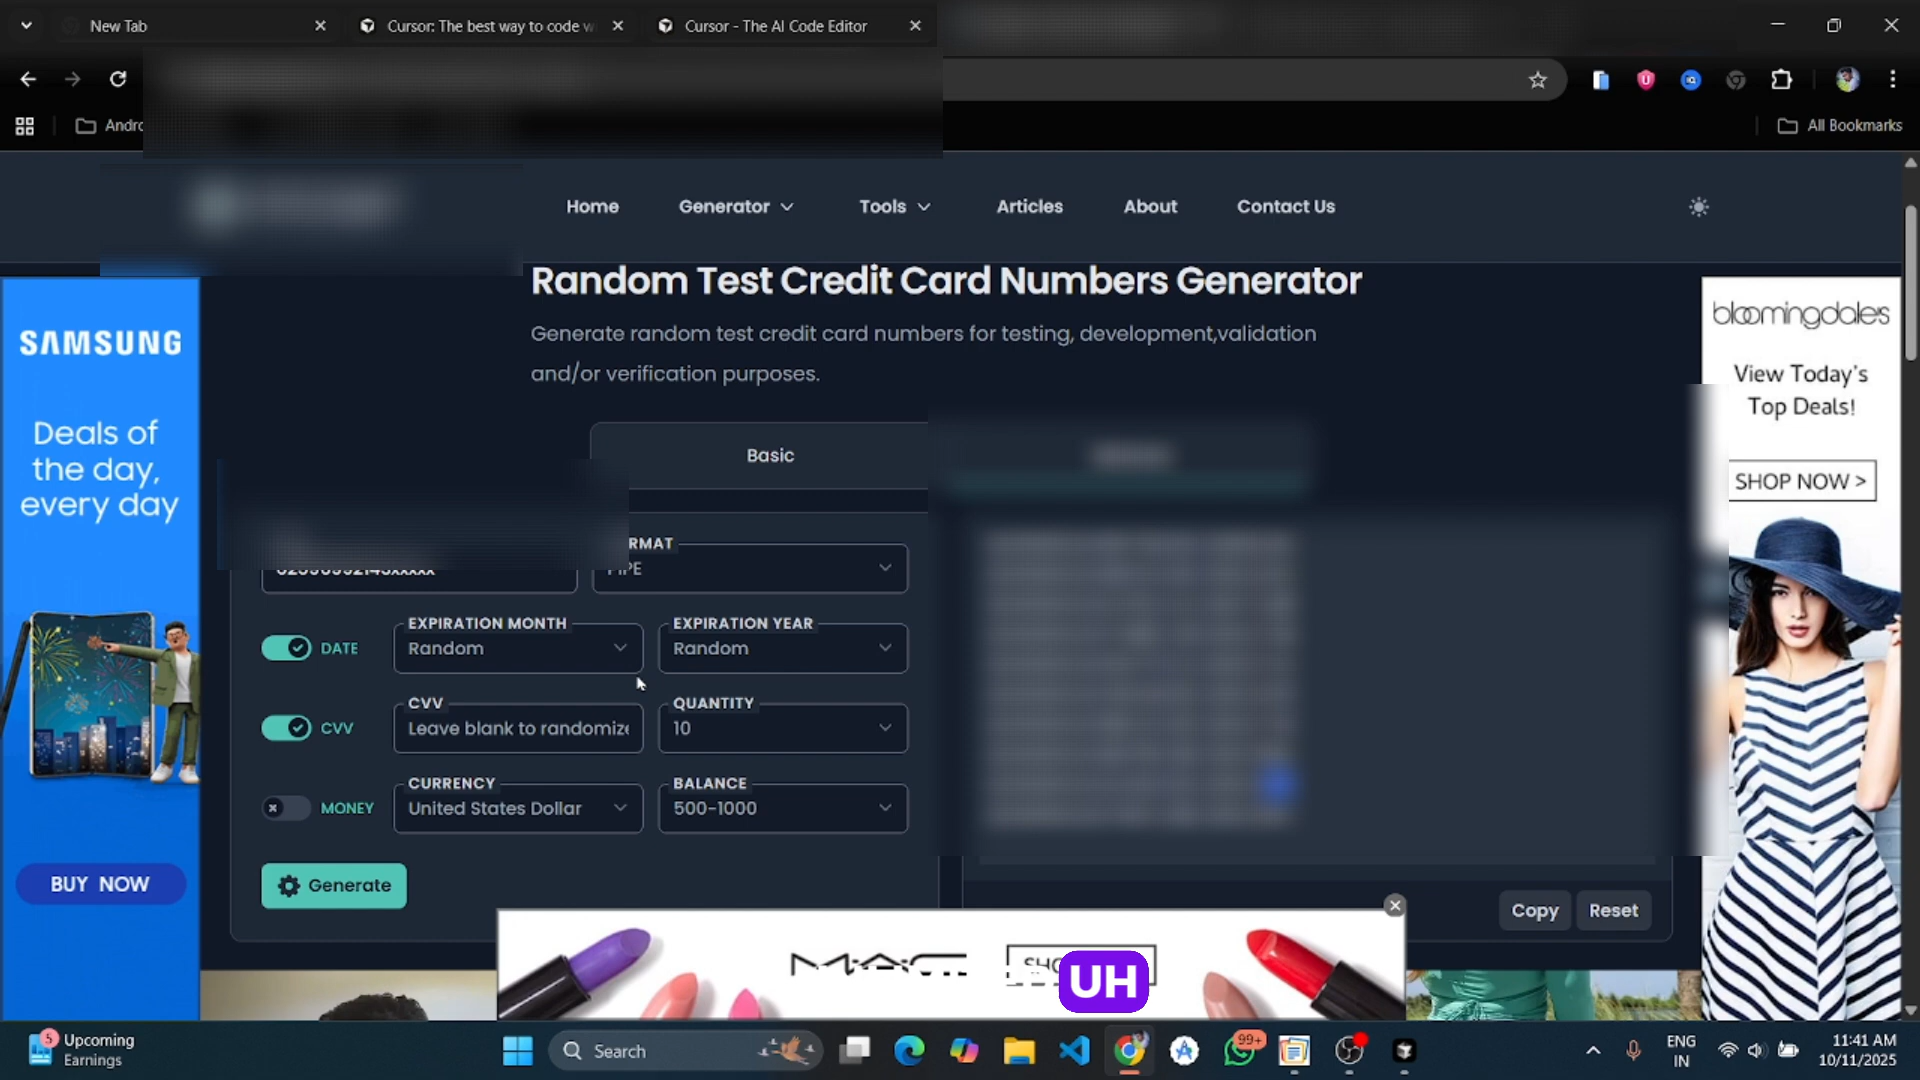 New Tab
Cursor: The best way to code w
Cursor - The AI Code Editor
Andro
All Bookmarks
Home
Generator
Tools
Articles
About
Contact Us
Random Test Credit Card Numbers Generator
Generate random test credit card numbers for testing, development,validation
and/or verification purposes.
Basic
RMAT
PIPE
DATE
EXPIRATION MONTH
Random
EXPIRATION YEAR
Random
CVV
CVV
Leave blank to randomize
QUANTITY
10
MONEY
CURRENCY
United States Dollar
BALANCE
500-1000
Generate
Copy
Reset
SAMSUNG
Deals of
the day,
every day
BUY NOW
bloomingdales
View Today's
Top Deals!
SHOP NOW >
MAC
UH
5
Upcoming
Earnings
Search
99+
ENG
IN
11:41 AM
10/11/2025